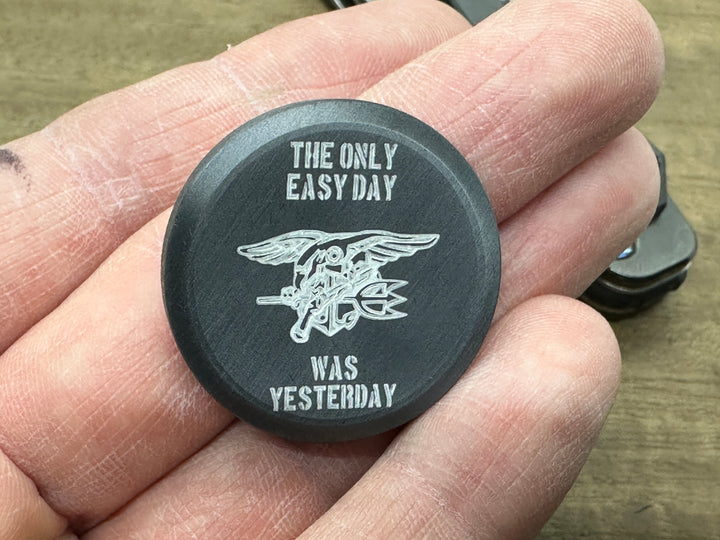 THE ONLY
EASY DAY
WAS
YESTERDAY